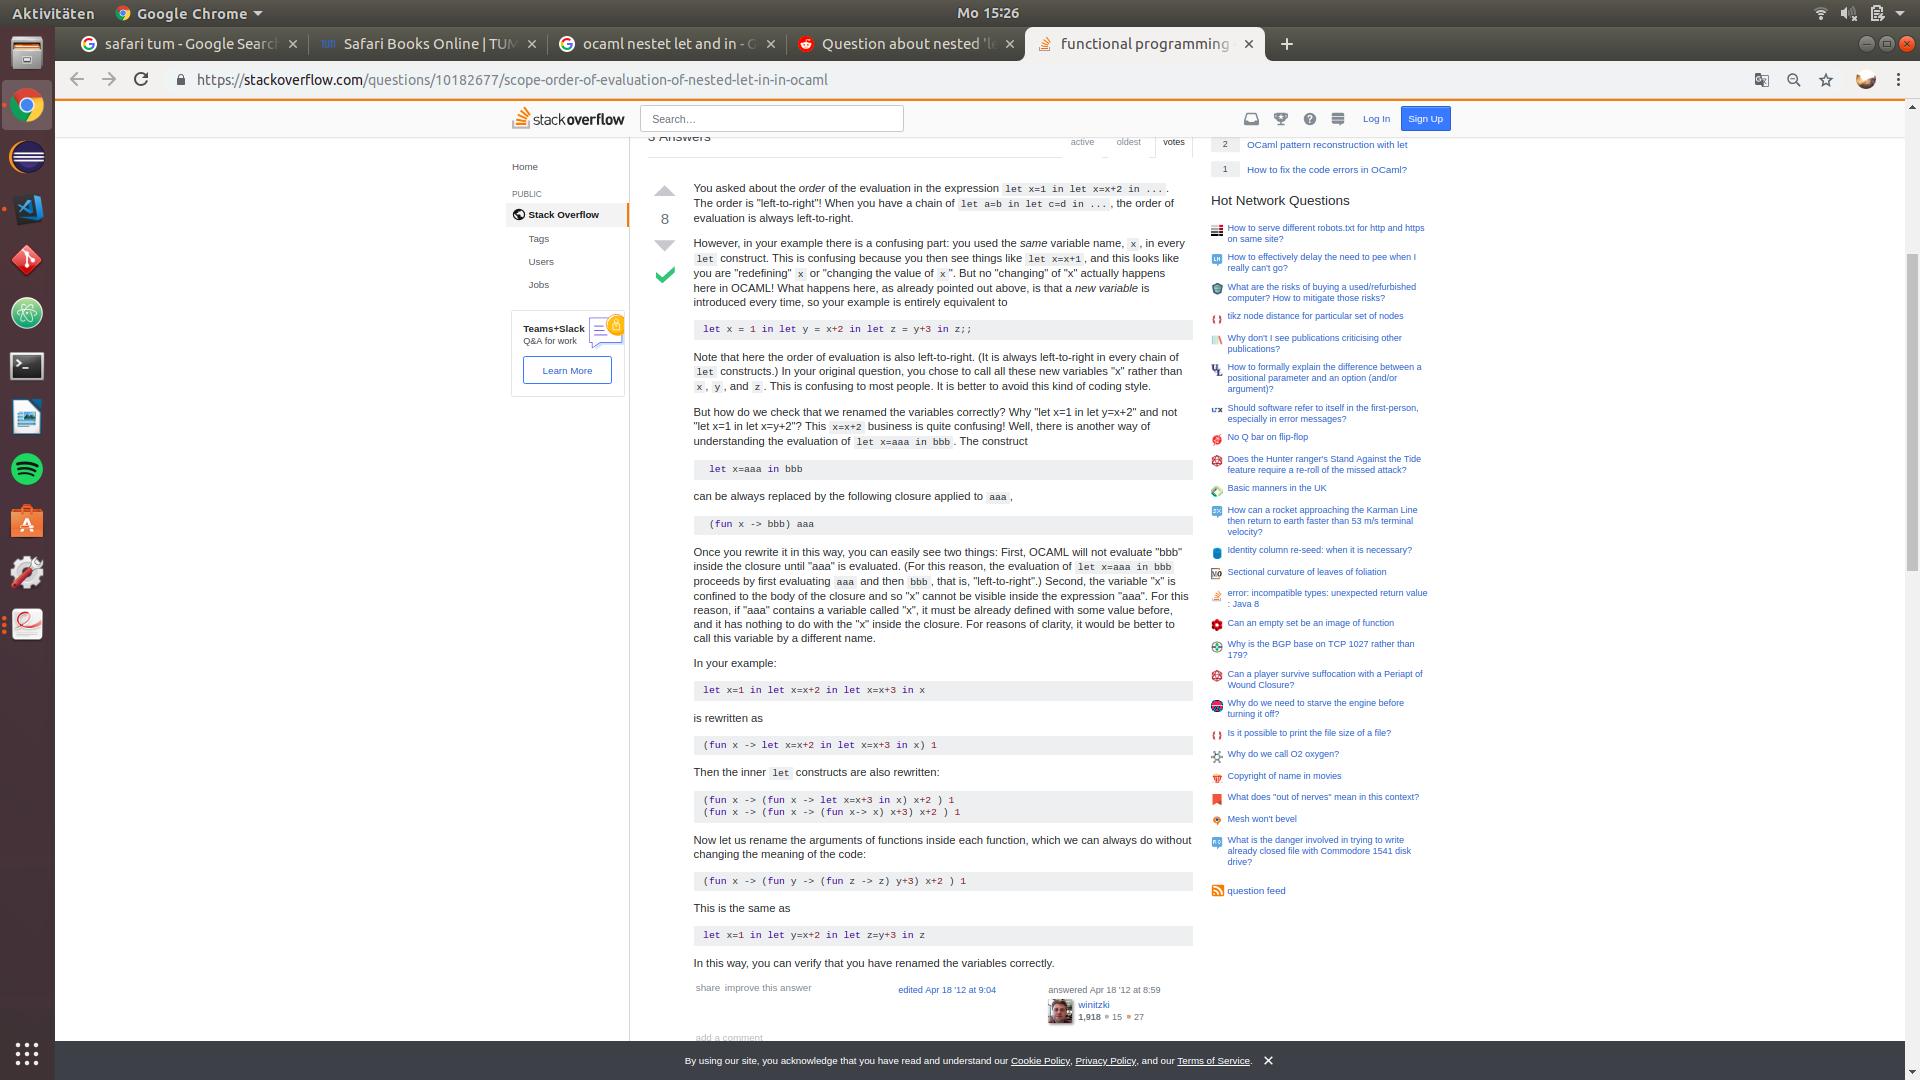 Aktivitäten
Google Chrome
Mo 15:26
safari tum - Google Searc
Safari Books Online | TUM
ocaml nestet let and in - G
Question about nested 'le
functional programming
https://stackoverflow.com/questions/10182677/scope-order-of-evaluation-of-nested-let-in-in-ocaml
stackoverflow
Search…
Log In
Sign Up
Home
PUBLIC
Stack Overflow
Tags
Users
Jobs
Teams+Slack
Q&A for work
Learn More
3 Answers
active
oldest
votes
8
You asked about the order of the evaluation in the expression let x=1 in let x=x+2 in ... .
The order is "left-to-right"! When you have a chain of let a=b in let c=d in ... , the order of
evaluation is always left-to-right.
However, in your example there is a confusing part: you used the same variable name, x , in every
let construct. This is confusing because you then see things like let x=x+1 , and this looks like
you are "redefining" x or "changing the value of x ". But no "changing" of "x" actually happens
here in OCAML! What happens here, as already pointed out above, is that a new variable is
introduced every time, so your example is entirely equivalent to
let x = 1 in let y = x+2 in let z = y+3 in z;;
Note that here the order of evaluation is also left-to-right. (It is always left-to-right in every chain of
let constructs.) In your original question, you chose to call all these new variables "x" rather than
x , y , and z . This is confusing to most people. It is better to avoid this kind of coding style.
But how do we check that we renamed the variables correctly? Why "let x=1 in let y=x+2" and not
"let x=1 in let x=y+2"? This x=x+2 business is quite confusing! Well, there is another way of
understanding the evaluation of let x=aaa in bbb . The construct
let x=aaa in bbb
can be always replaced by the following closure applied to aaa ,
(fun x -> bbb) aaa
Once you rewrite it in this way, you can easily see two things: First, OCAML will not evaluate "bbb"
inside the closure until "aaa" is evaluated. (For this reason, the evaluation of let x=aaa in bbb
proceeds by first evaluating aaa and then bbb , that is, "left-to-right".) Second, the variable "x" is
confined to the body of the closure and so "x" cannot be visible inside the expression "aaa". For this
reason, if "aaa" contains a variable called "x", it must be already defined with some value before,
and it has nothing to do with the "x" inside the closure. For reasons of clarity, it would be better to
call this variable by a different name.
In your example:
let x=1 in let x=x+2 in let x=x+3 in x
is rewritten as
(fun x -> let x=x+2 in let x=x+3 in x) 1
Then the inner let constructs are also rewritten:
(fun x -> (fun x -> let x=x+3 in x) x+2 ) 1
(fun x -> (fun x -> (fun x-> x) x+3) x+2 ) 1
Now let us rename the arguments of functions inside each function, which we can always do without
changing the meaning of the code:
(fun x -> (fun y -> (fun z -> z) y+3) x+2 ) 1
This is the same as
let x=1 in let y=x+2 in let z=y+3 in z
In this way, you can verify that you have renamed the variables correctly.
share improve this answer
edited Apr 18 '12 at 9:04
answered Apr 18 '12 at 8:59
winitzki
1,918 15 27
add a comment
2 OCaml pattern reconstruction with let
1 How to fix the code errors in OCaml?
Hot Network Questions
How to serve different robots.txt for http and https
on same site?
How to effectively delay the need to pee when I
really can't go?
What are the risks of buying a used/refurbished
computer? How to mitigate those risks?
tikz node distance for particular set of nodes
Why don't I see publications criticising other
publications?
How to formally explain the difference between a
positional parameter and an option (and/or
argument)?
Should software refer to itself in the first-person,
especially in error messages?
No Q bar on flip-flop
Does the Hunter ranger's Stand Against the Tide
feature require a re-roll of the missed attack?
Basic manners in the UK
How can a rocket approaching the Karman Line
then return to earth faster than 53 m/s terminal
velocity?
Identity column re-seed: when it is necessary?
Sectional curvature of leaves of foliation
error: incompatible types: unexpected return value
: Java 8
Can an empty set be an image of function
Why is the BGP base on TCP 1027 rather than
179?
Can a player survive suffocation with a Periapt of
Wound Closure?
Why do we need to starve the engine before
turning it off?
Is it possible to print the file size of a file?
Why do we call O2 oxygen?
Copyright of name in movies
What does "out of nerves" mean in this context?
Mesh won't bevel
What is the danger involved in trying to write
already closed file with Commodore 1541 disk
drive?
question feed
By using our site, you acknowledge that you have read and understand our Cookie Policy, Privacy Policy, and our Terms of Service.